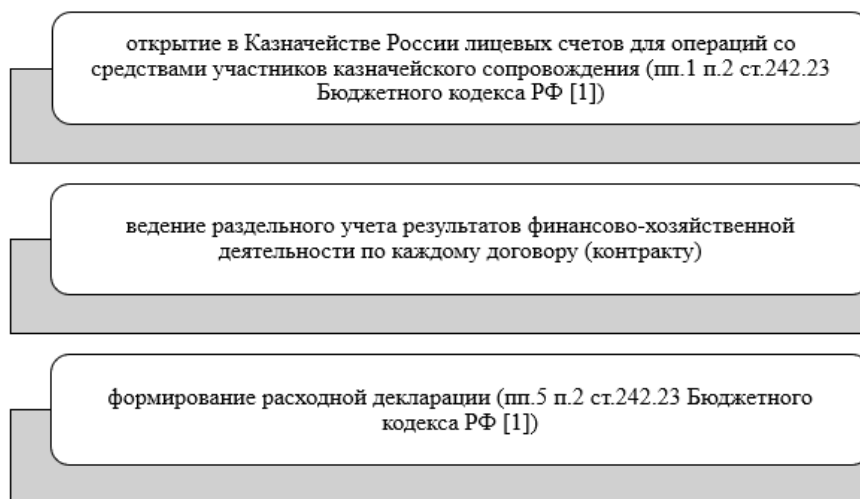 открытие в Казначействе России лицевых счетов для операций со
средствами участников казначейского сопровождения (пп.1 п.2 ст.242.23
Бюджетного кодекса РФ [1])
ведение раздельного учета результатов финансово-хозяйственной
деятельности по каждому договору (контракту)
формирование расходной декларации (пп.5 п.2 ст.242.23 Бюджетного
кодекса РФ [1])